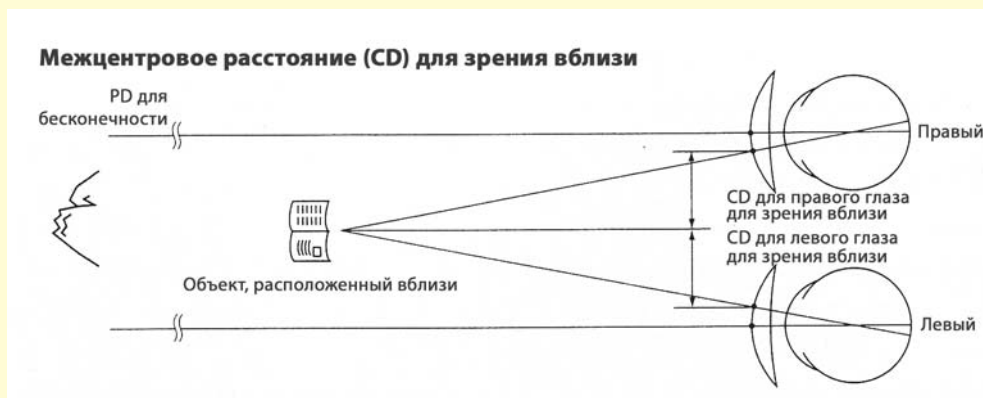 Межцентровое расстояние (CD) для зрения вблизи
PD для
бесконечности
Правый
CD для правого глаза
для зрения вблизи
CD для левого глаза
для зрения вблизи
Объект, расположенный вблизи
Левый